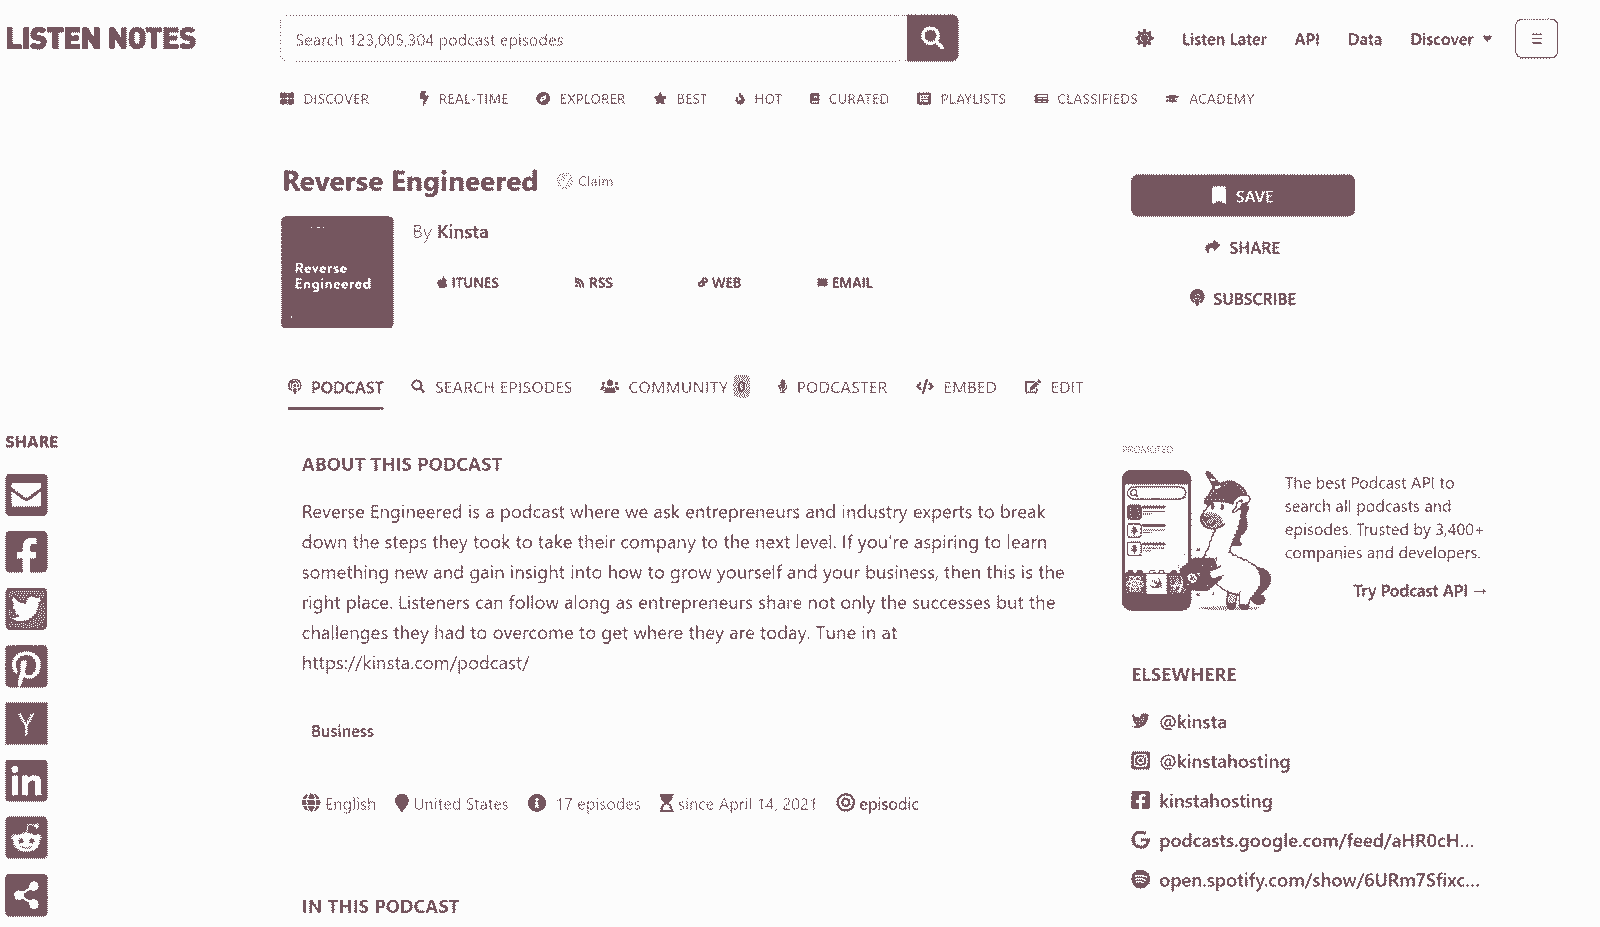 LISTEN NOTES
Search 123,005,304 podcast episodes
Listen Later API Data Discover
DISCOVER REAL-TIME EXPLORER BEST HOT CURATED PLAYLISTS CLASSIFIEDS ACADEMY
Reverse Engineered Claim
Reverse
Engineered
By Kinsta
ITUNES RSS WEB EMAIL
SAVE
SHARE
SUBSCRIBE
PODCAST SEARCH EPISODES COMMUNITY 0 PODCASTER EMBED EDIT
SHARE
ABOUT THIS PODCAST
Reverse Engineered is a podcast where we ask entrepreneurs and industry experts to break
down the steps they took to take their company to the next level. If you're aspiring to learn
something new and gain insight into how to grow yourself and your business, then this is the
right place. Listeners can follow along as entrepreneurs share not only the successes but the
challenges they had to overcome to get where they are today. Tune in at
https://kinsta.com/podcast/
Business
English United States 17 episodes since April 14, 2021 episodic
IN THIS PODCAST
PROMOTED
The best Podcast API to
search all podcasts and
episodes. Trusted by 3,400+
companies and developers.
Try Podcast API →
ELSEWHERE
@kinsta
@kinstahosting
kinstahosting
podcasts.google.com/feed/aHR0cH...
open.spotify.com/show/6URm7Sfixc...